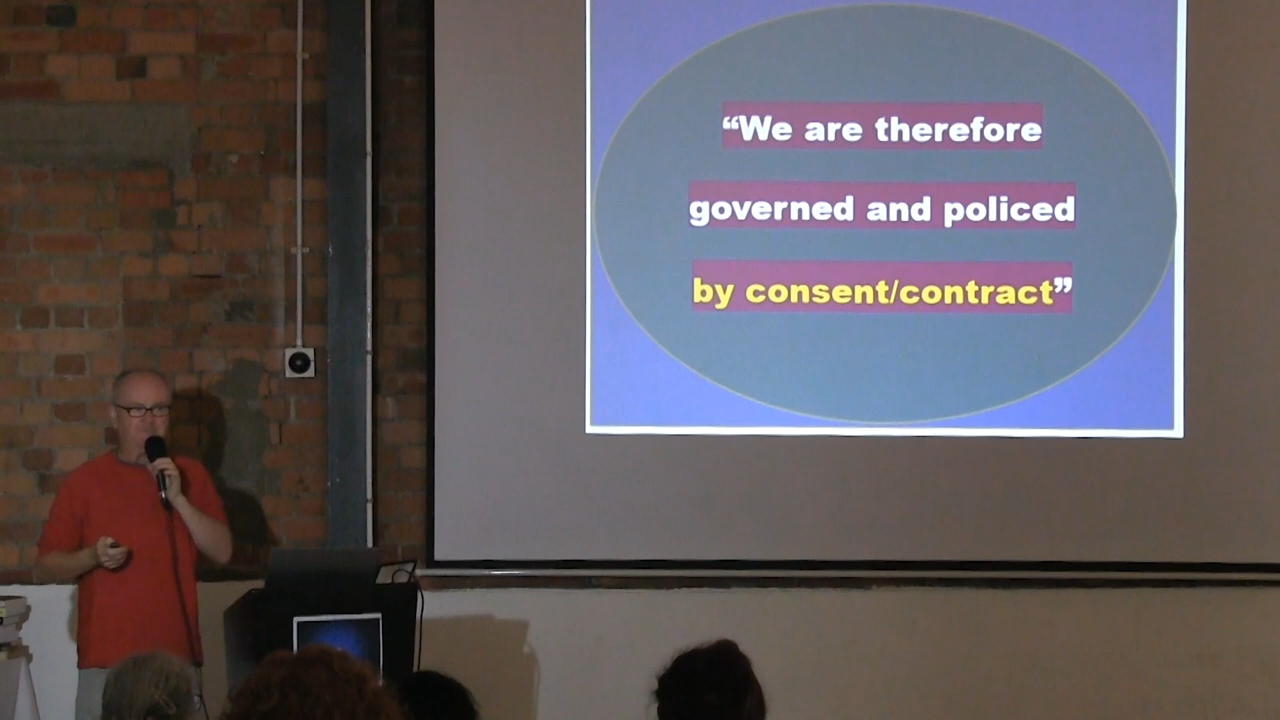 “We are therefore
governed and policed
by consent/contract”